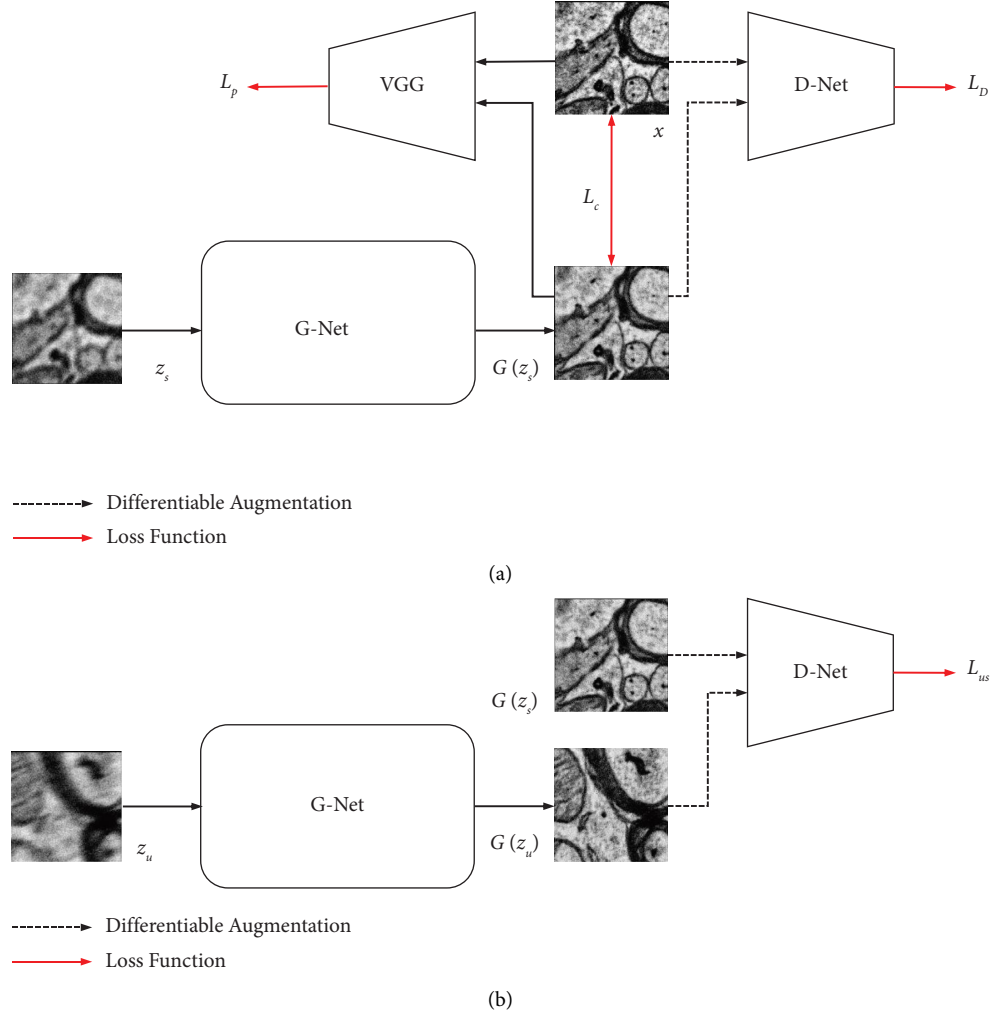 L_p
VGG
D-Net
L_D
x
L_c
G-Net
z_s
G (z_s)
Differentiable Augmentation
Loss Function
(a)
D-Net
L_us
G (z_s)
G-Net
z_u
G (z_u)
Differentiable Augmentation
Loss Function
(b)